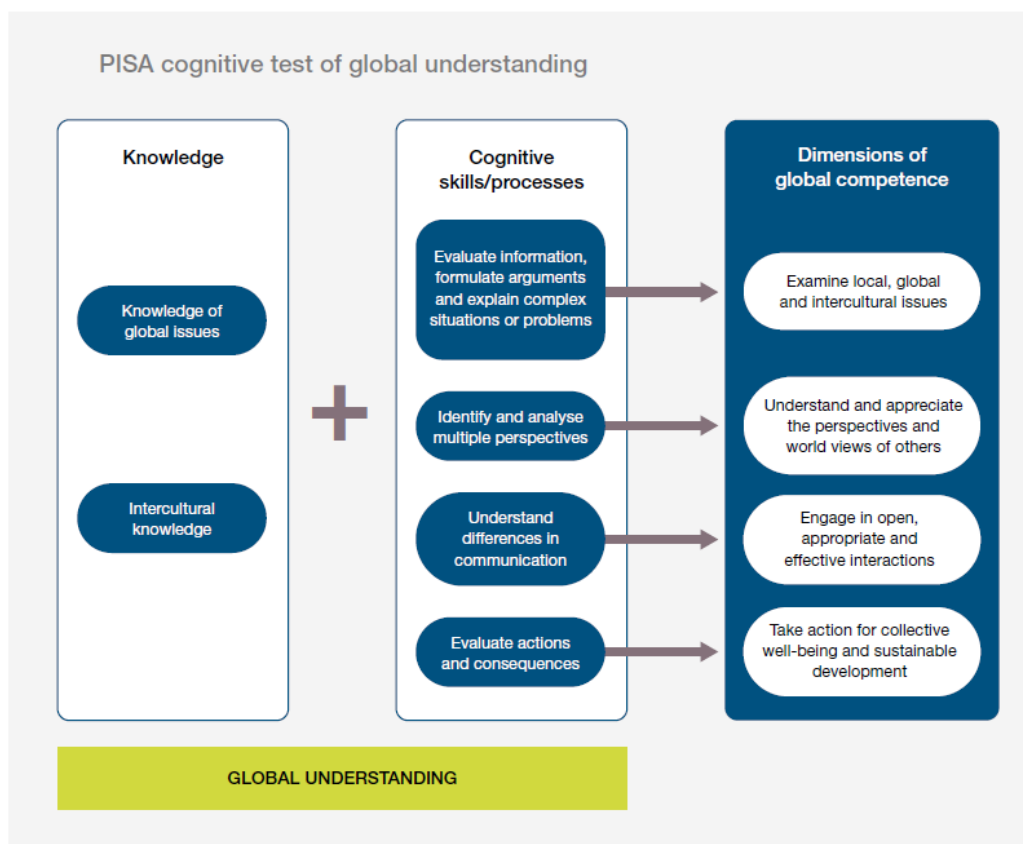 PISA cognitive test of global understanding
Knowledge
Knowledge of
global issues
Intercultural
knowledge
Cognitive
skills/processes
Evaluate information,
formulate arguments
and explain complex
situations or problems
Identify and analyse
multiple perspectives
Understand
differences in
communication
Evaluate actions
and consequences
Dimensions of
global competence
Examine local, global
and intercultural issues
Understand and appreciate
the perspectives and
world views of others
Engage in open,
appropriate and
effective interactions
Take action for collective
well-being and sustainable
development
GLOBAL UNDERSTANDING